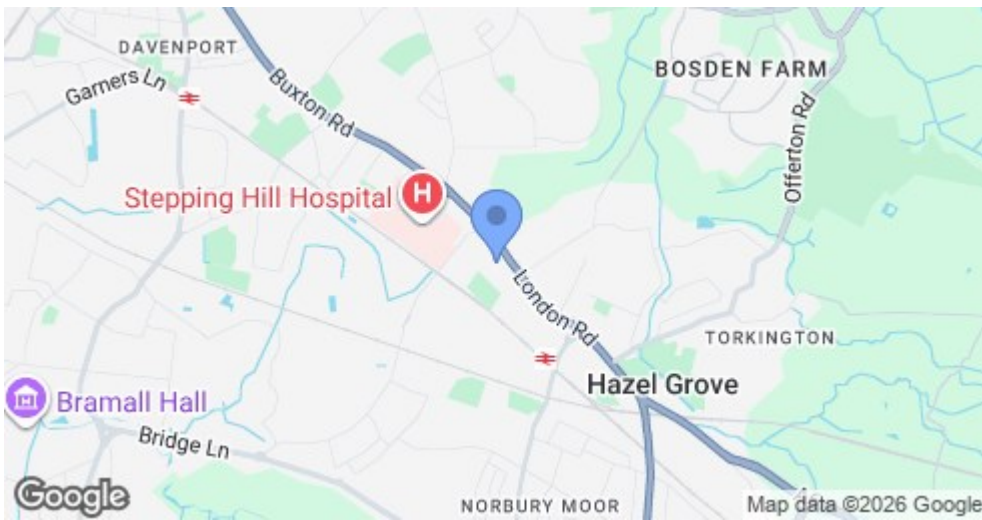 DAVENPORT
Garners Ln
Buxton Rd
BOSDEN FARM
Offerton Rd
Stepping Hill Hospital
H
London Rd
TORKINGTON
Hazel Grove
Bramall Hall
Bridge Ln
NORBURY MOOR
Google
Map data ©2026 Google